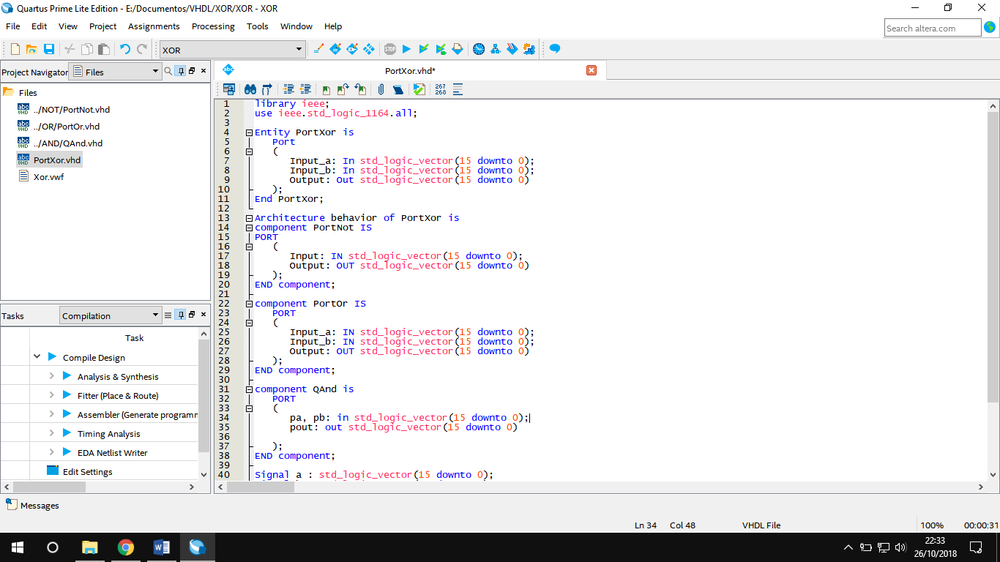 Quartus Prime Lite Edition - E:/Documentos/VHDL/XOR/XOR - XOR
File Edit View Project Assignments Processing Tools Window Help
Search altera.com
XOR
Project Navigator Files
Files
../NOT/PortNot.vhd
../OR/PortOr.vhd
../AND/QAnd.vhd
PortXor.vhd
Xor.vwf
Tasks Compilation
Task
Compile Design
Analysis & Synthesis
Fitter (Place & Route)
Assembler (Generate programm
Timing Analysis
EDA Netlist Writer
Edit Settings
PortXor.vhd*
267
268
1 library ieee;
2 use ieee.std_logic_1164.all;
3
4 Entity PortXor is
5 Port
6 (
7 Input_a: In std_logic_vector(15 downto 0);
8 Input_b: In std_logic_vector(15 downto 0);
9 Output: Out std_logic_vector(15 downto 0)
10 );
11 End PortXor;
12
13 Architecture behavior of PortXor is
14 component PortNot IS
15 PORT
16 (
17 Input: IN std_logic_vector(15 downto 0);
18 Output: OUT std_logic_vector(15 downto 0)
19 );
20 END component;
21
22 component PortOr IS
23 PORT
24 (
25 Input_a: IN std_logic_vector(15 downto 0);
26 Input_b: IN std_logic_vector(15 downto 0);
27 Output: OUT std_logic_vector(15 downto 0)
28 );
29 END component;
30
31 component QAnd is
32 PORT
33 (
34 pa, pb: in std_logic_vector(15 downto 0);
35 pout: out std_logic_vector(15 downto 0)
36
37 );
38 END component;
39
40 Signal a : std_logic_vector(15 downto 0);
Messages
Ln 34 Col 48 VHDL File 100% 00:00:31
22:33
26/10/2018